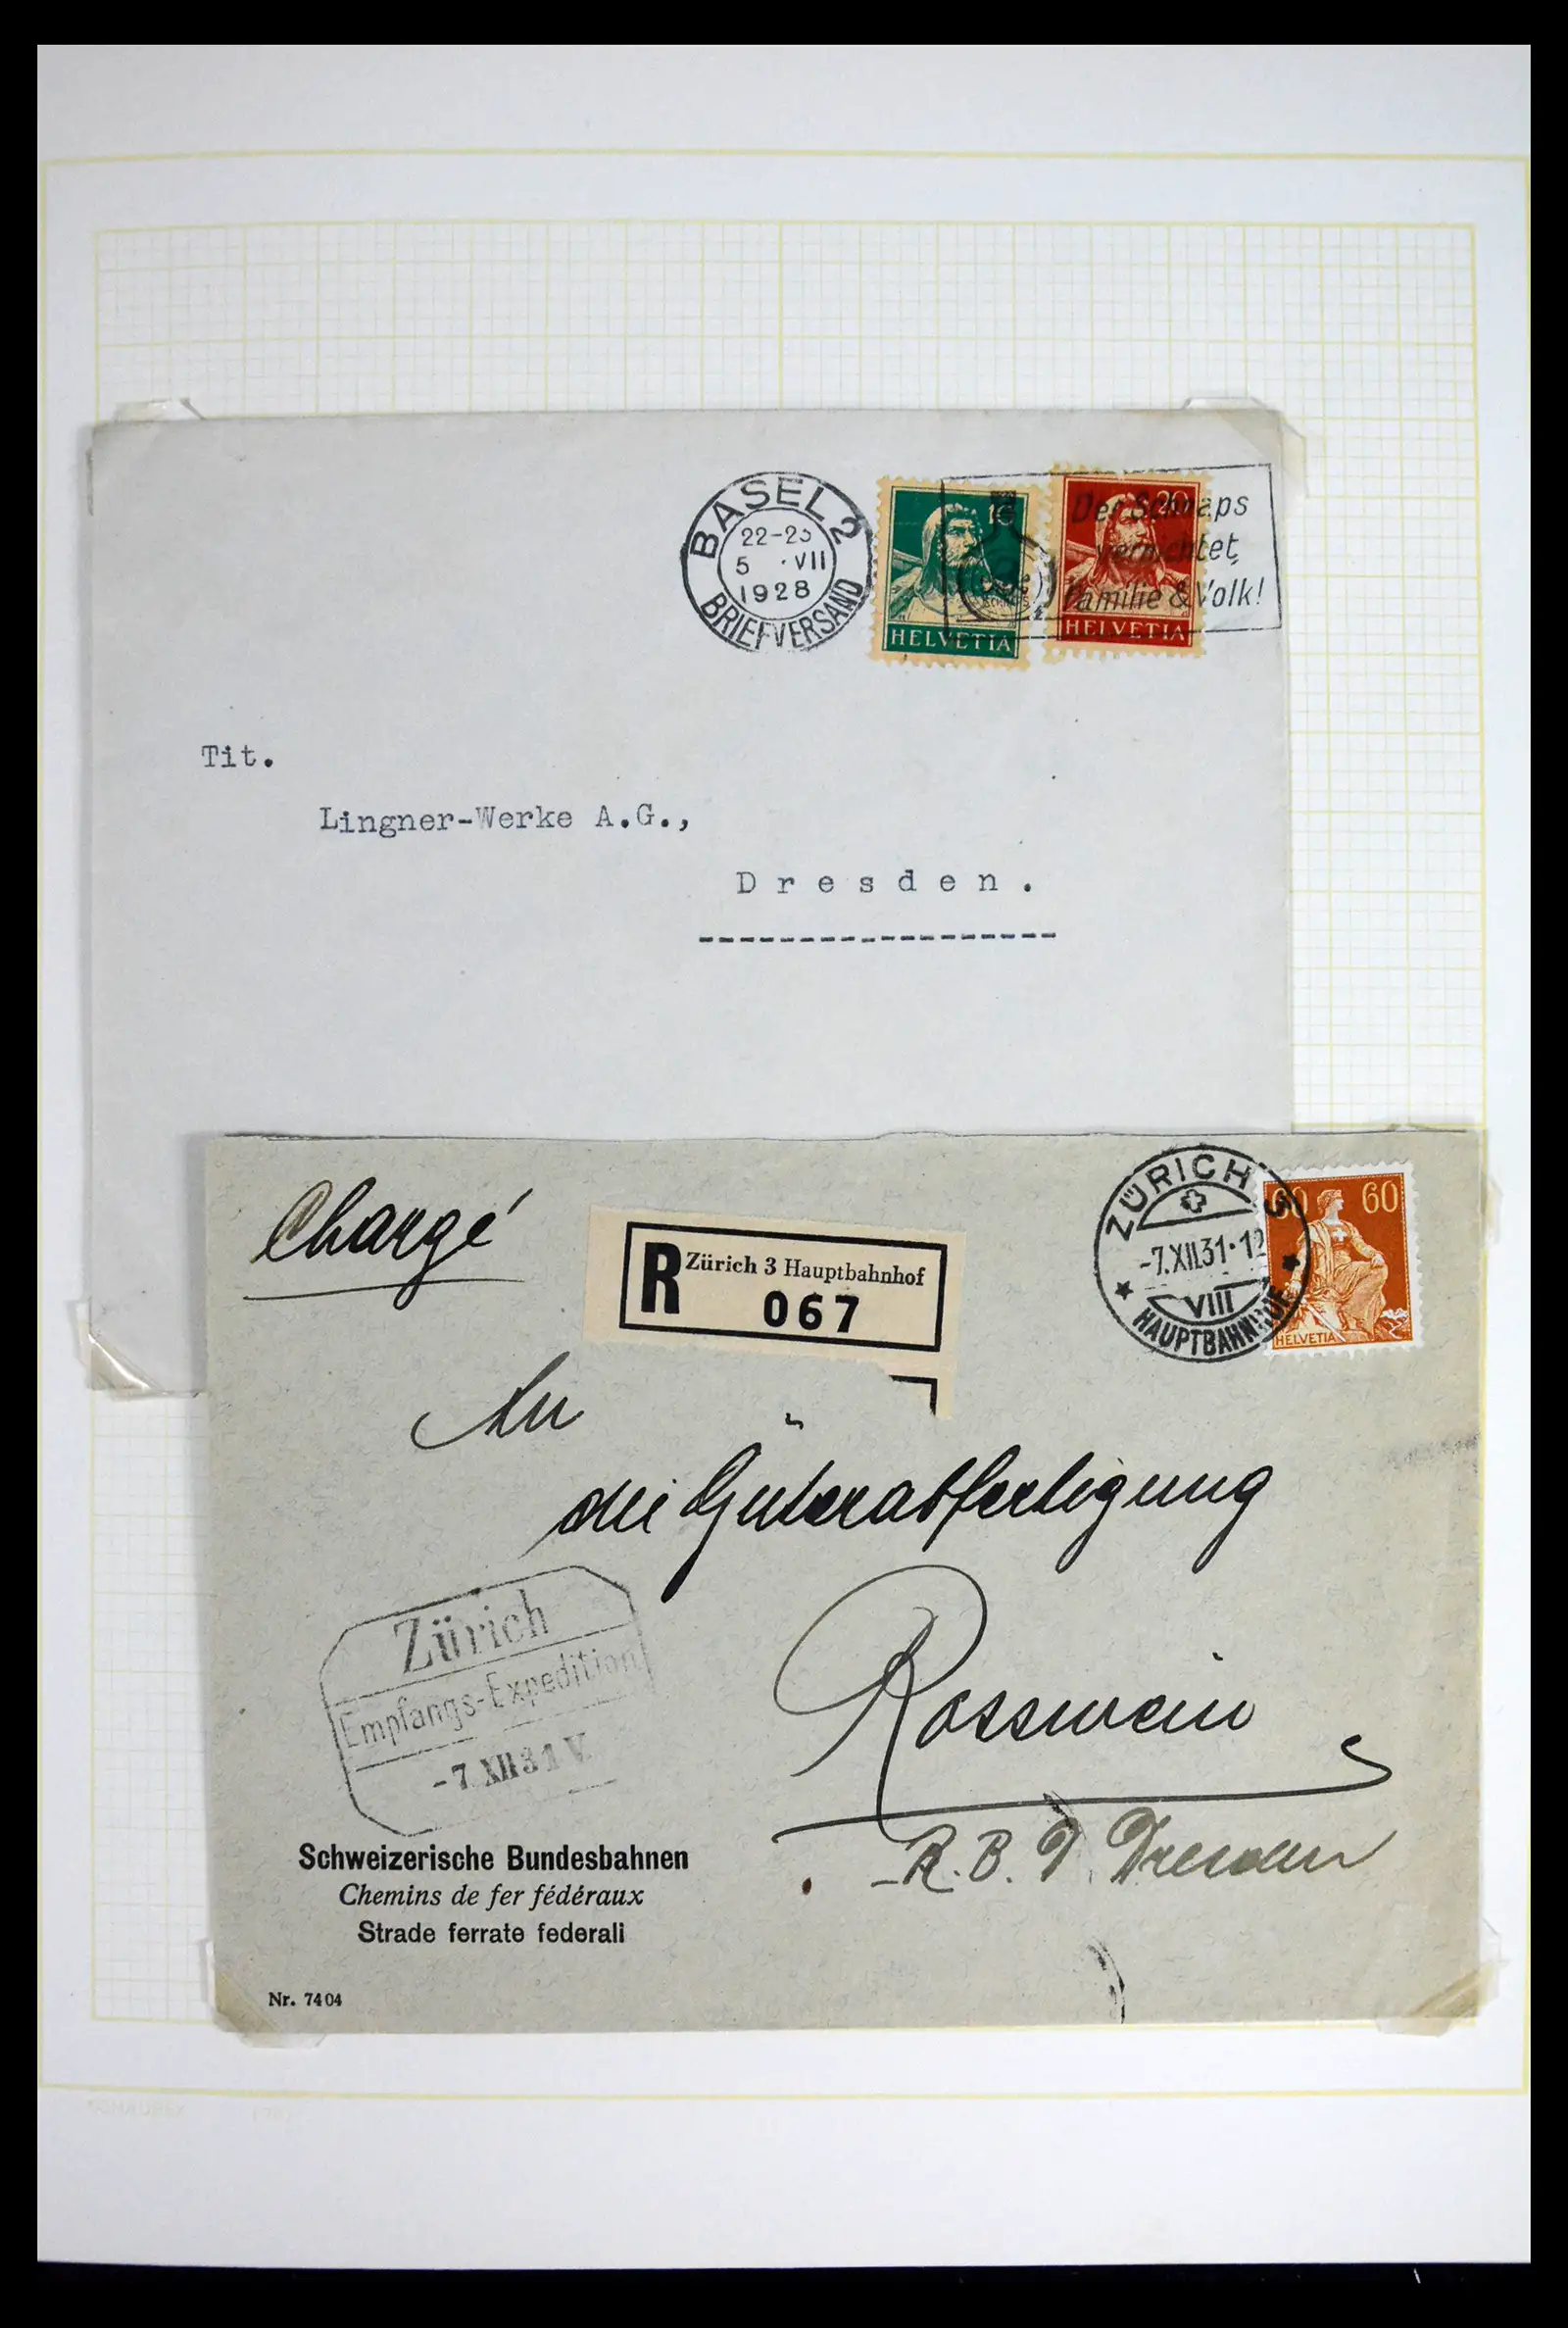 BASEL 2
22-23
5 · VII
1928
BRIEFVERSAND
10
HELVETIA
20
HELVETIA
Der Schnaps
vernichtet
Familie & Volk!
Tit.
Lingner-Werke A.G.,
Dresden.
Chargé
R
Zürich 3 Hauptbahnhof
067
ZÜRICH
-7.XII.31·12
VIII
HAUPTBAHNHOF
60 60
HELVETIA
An
die Güterabfertigung
Rosswein
R.B.D. Dresden
Zürich
Empfangs-Expedition
-7.XII 31 V.
Schweizerische Bundesbahnen
Chemins de fer fédéraux
Strade ferrate federali
Nr. 7404